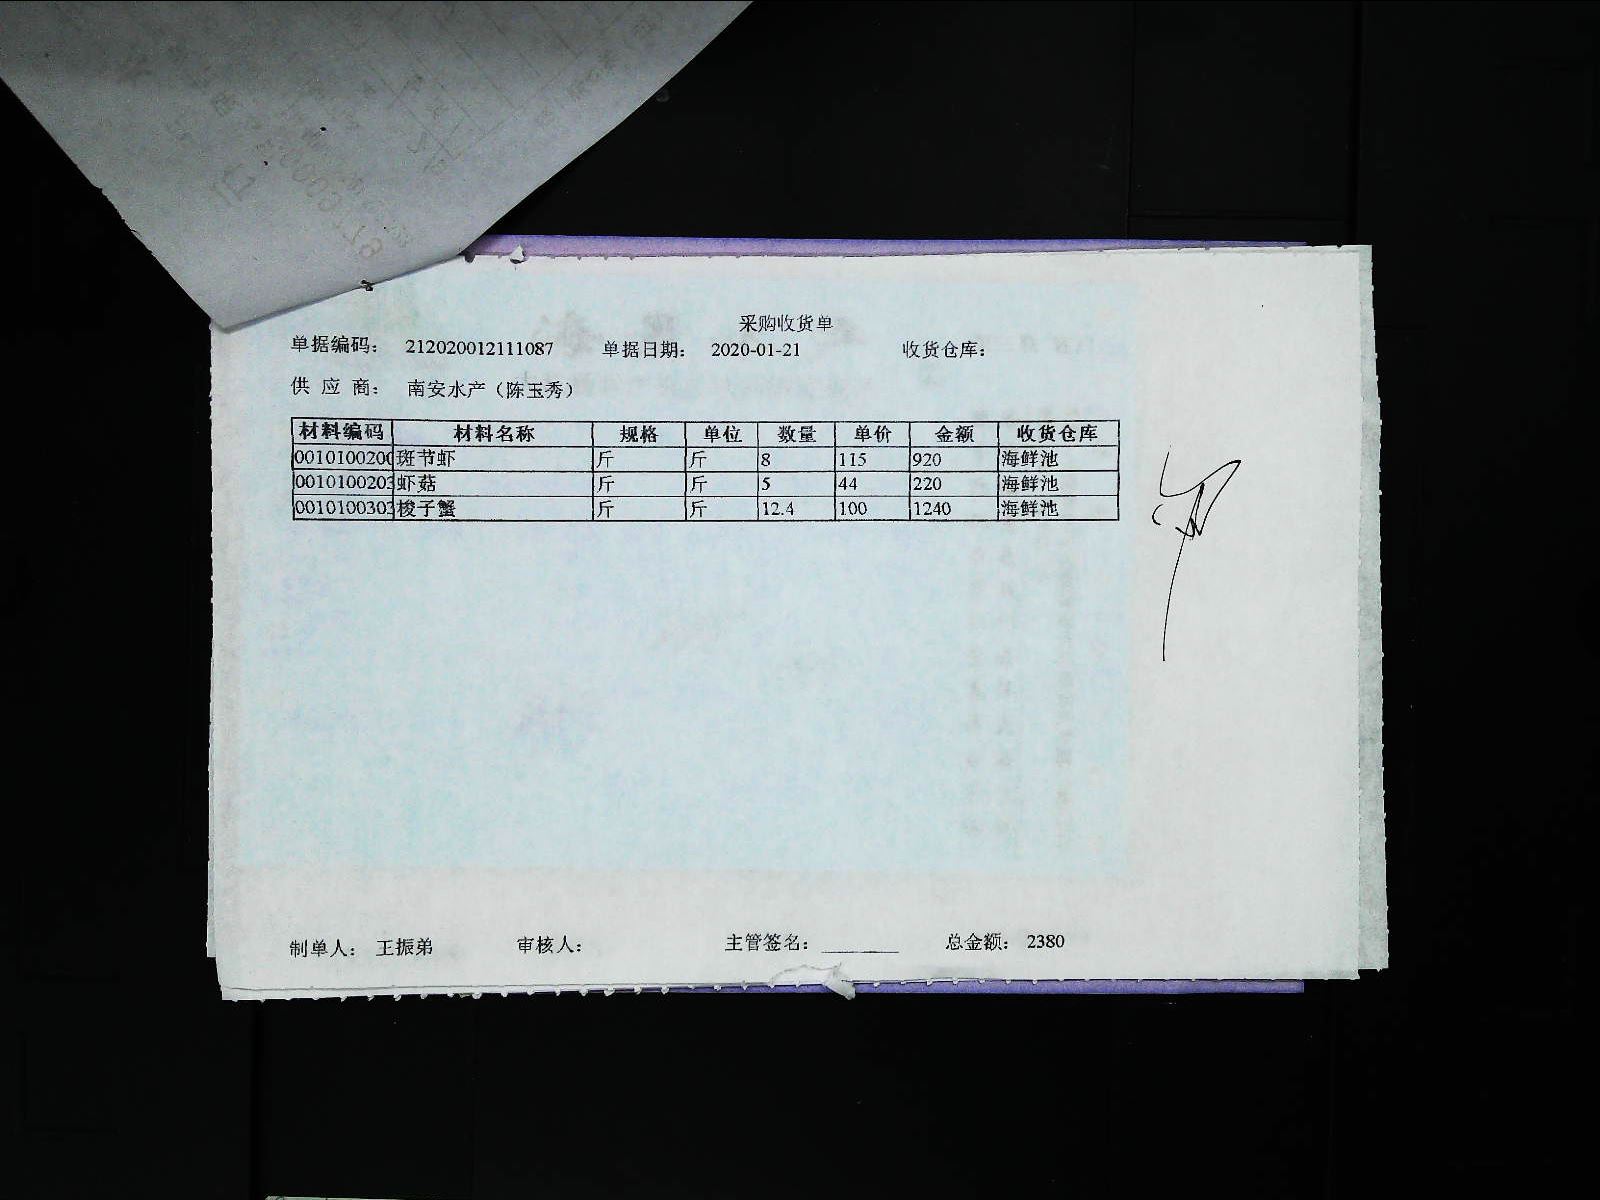 采购收货单
单据编码： 212020012111087 单据日期： 2020-01-21 收货仓库：
供 应 商： 南安水产（陈玉秀）
材料编码 材料名称 规格 单位 数量 单价 金额 收货仓库
0010100200 斑节虾 斤 斤 8 115 920 海鲜池
0010100203 虾菇 斤 斤 5 44 220 海鲜池
0010100303 梭子蟹 斤 斤 12.4 100 1240 海鲜池
制单人： 王振弟 审核人： 主管签名： 总金额： 2380